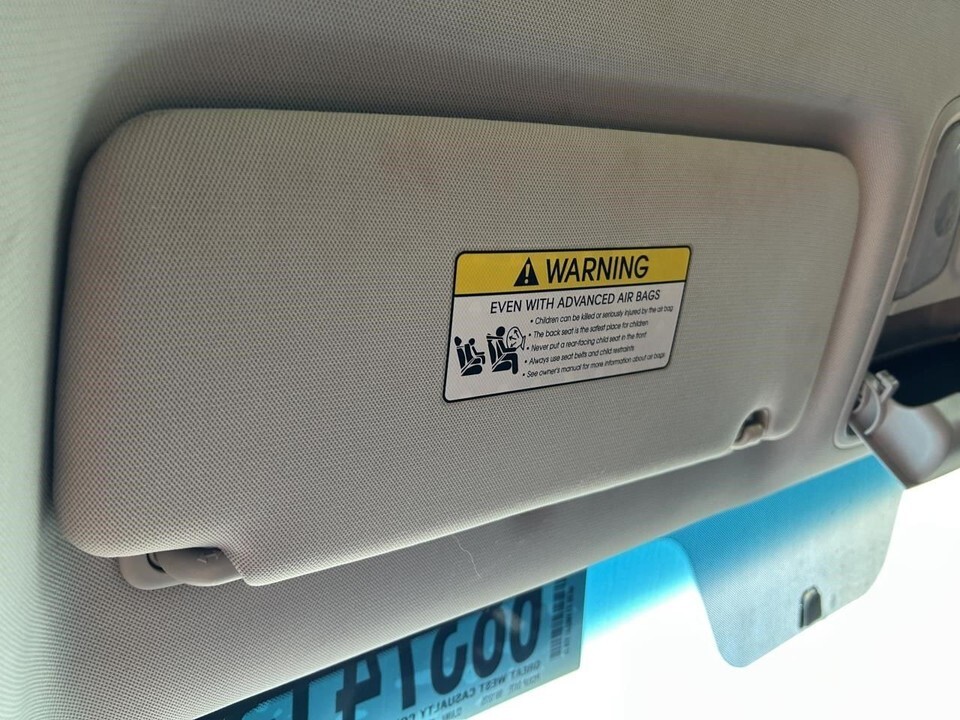 WARNING
EVEN WITH ADVANCED AIR BAGS
• Children can be killed or seriously injured by the air bag
• The back seat is the safest place for children
• Never put a rear-facing child seat in the front
• Always use seat belts and child restraints
• See owner's manual for more information about air bags
GREAT WEST CASUALTY